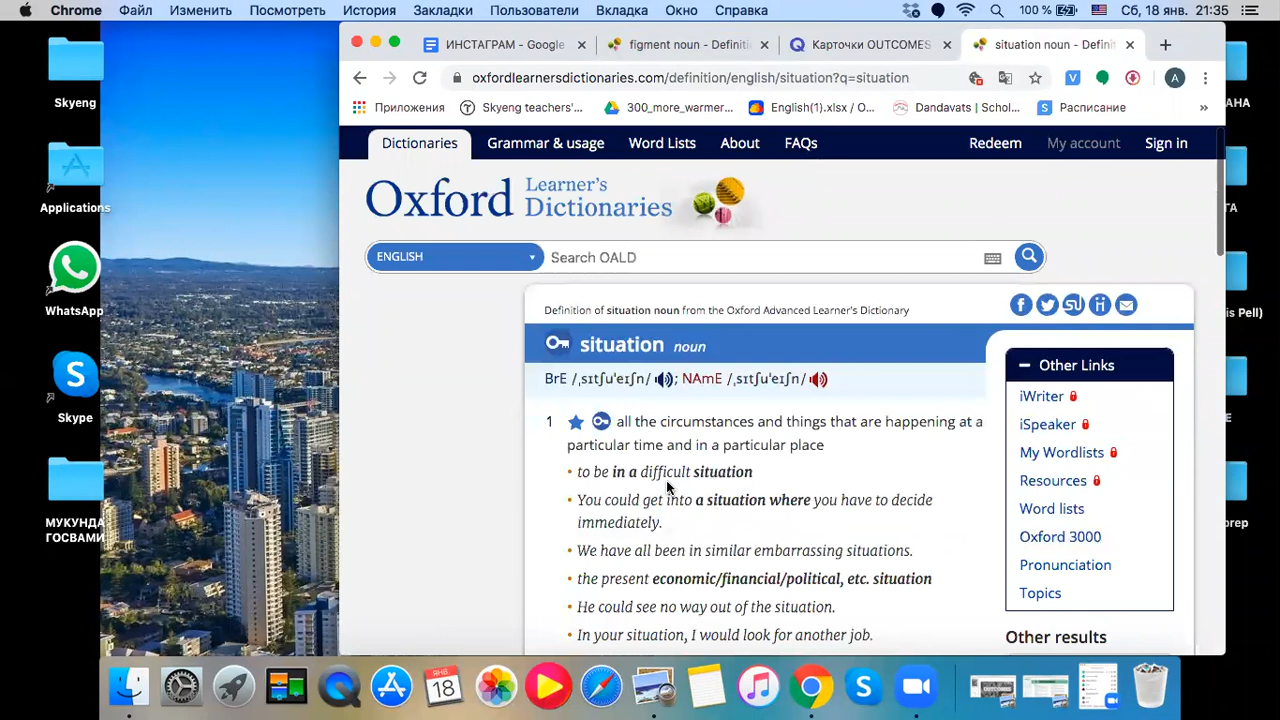 Chrome Файл Изменить Посмотреть История Закладки Пользователи Вкладка Окно Справка 100 % Сб, 18 янв. 21:35
ИНСТАГРАМ - Google
figment noun - Definiti
Карточки OUTCOMES
situation noun - Defini
oxfordlearnersdictionaries.com/definition/english/situation?q=situation
A
Приложения
Skyeng teachers'...
300_more_warmer...
English(1).xlsx / O...
Dandavats | Schol...
Расписание
»
Dictionaries Grammar & usage Word Lists About FAQs Redeem My account Sign in
Oxford Learner's Dictionaries
ENGLISH
Search OALD
Definition of situation noun from the Oxford Advanced Learner's Dictionary
situation noun
BrE /ˌsɪtʃuˈeɪʃn/ ; NAmE /ˌsɪtʃuˈeɪʃn/
1 all the circumstances and things that are happening at a
particular time and in a particular place
• to be in a difficult situation
• You could get into a situation where you have to decide
immediately.
• We have all been in similar embarrassing situations.
• the present economic/financial/political, etc. situation
• He could see no way out of the situation.
• In your situation, I would look for another job.
Other Links
iWriter
iSpeaker
My Wordlists
Resources
Word lists
Oxford 3000
Pronunciation
Topics
Other results
Skyeng
Applications
WhatsApp
Skype
МУКУНДА
ГОСВАМИ
АНА
ГА
is Pell)
Е
orep
ЯНВ.
18